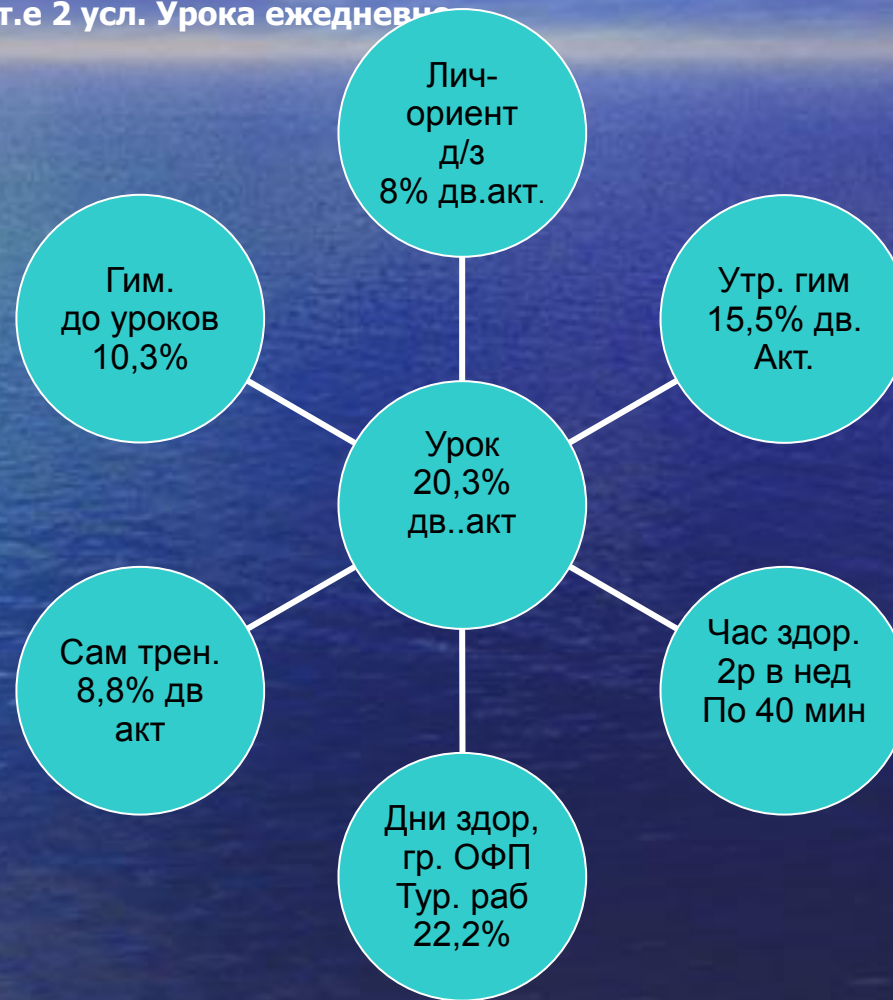 т.е 2 усл. Урока ежедневно
Лич-
ориент
д/з
8% дв.акт.
Гим.
до уроков
10,3%
Утр. гим
15,5% дв.
Акт.
Урок
20,3%
дв..акт
Сам трен.
8,8% дв
акт
Час здор.
2р в нед
По 40 мин
Дни здор,
гр. ОФП
Тур. раб
22,2%